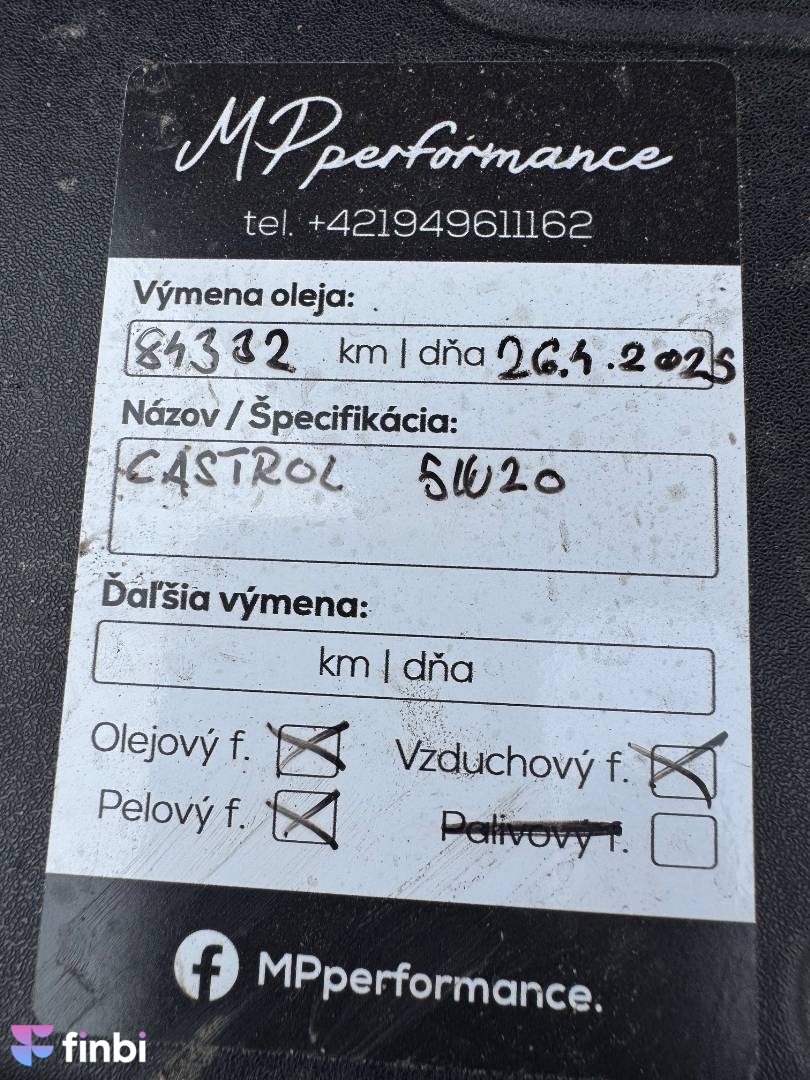 MPperformance
tel. +421949611162
Výmena oleja:
84332 km | dňa 26.4.2025
Názov / Špecifikácia:
CASTROL 5W20
Ďaľšia výmena:
km | dňa
Olejový f. Vzduchový f.
Pelový f. Palivový f.
MPperformance.
finbi